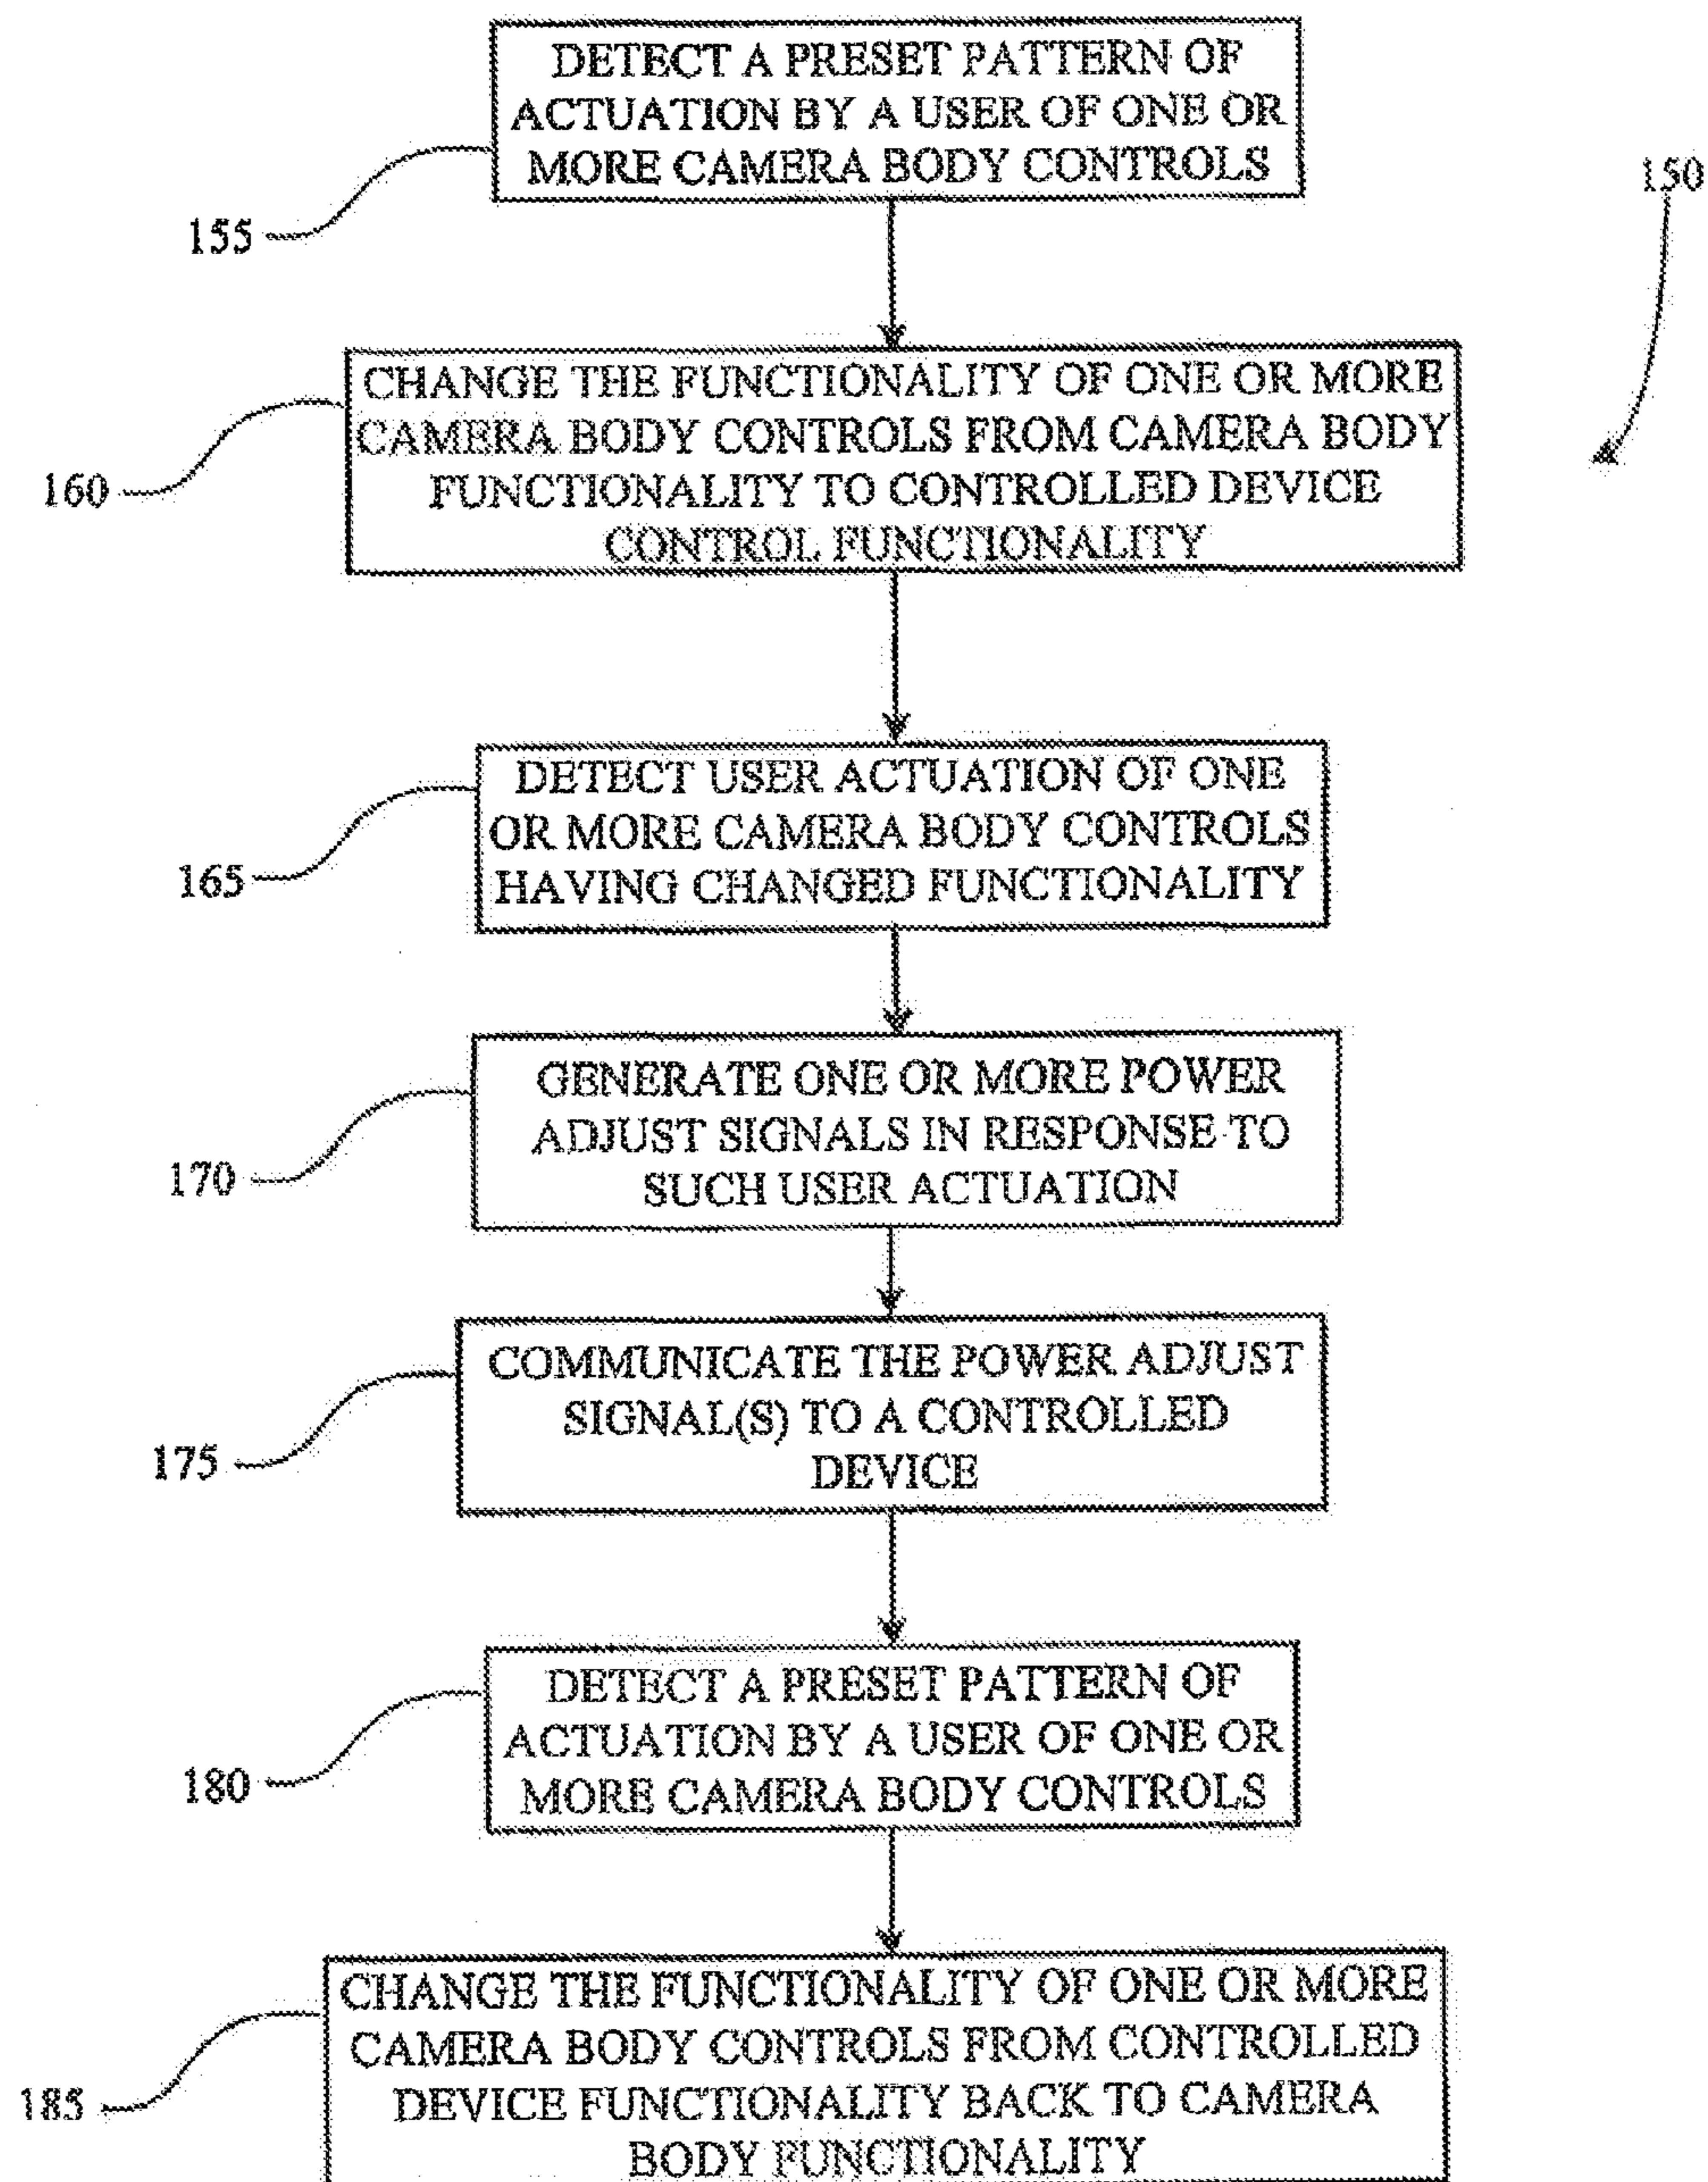 DETECT A PRESET PATTERN OF
ACTUATION BY A USER OF ONE OR
MORE CAMERA BODY CONTROLS
150
155
CHANGE THE FUNCTIONALITY OF ONE OR MORE
CAMERA BODY CONTROLS FROM CAMERA BODY
FUNCTIONALITY TO CONTROLLED DEVICE
CONTROL FUNCTIONALITY
160
DETECT USER ACTUATION OF ONE
OR MORE CAMERA BODY CONTROLS
HAVING CHANGED FUNCTIONALITY
165
GENERATE ONE OR MORE POWER
ADJUST SIGNALS IN RESPONSE TO
SUCH USER ACTUATION
170
COMMUNICATE THE POWER ADJUST
SIGNAL(S) TO A CONTROLLED
DEVICE
175
DETECT A PRESET PATTERN OF
ACTUATION BY A USER OF ONE OR
MORE CAMERA BODY CONTROLS
180
CHANGE THE FUNCTIONALITY OF ONE OR MORE
CAMERA BODY CONTROLS FROM CONTROLLED
DEVICE FUNCTIONALITY BACK TO CAMERA
BODY FUNCTIONALITY
185